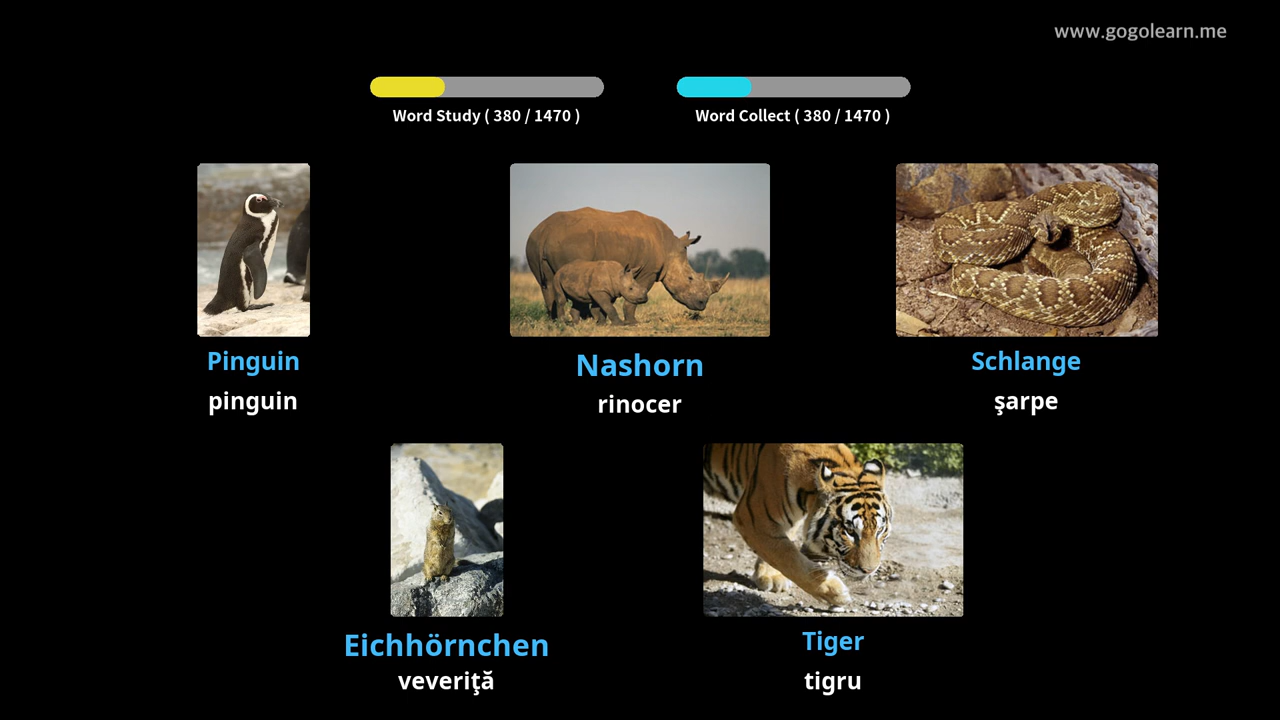 www.gogolearn.me
Word Study ( 380 / 1470 )
Word Collect ( 380 / 1470 )
Pinguin
pinguin
Nashorn
rinocer
Schlange
şarpe
Eichhörnchen
veveriţă
Tiger
tigru